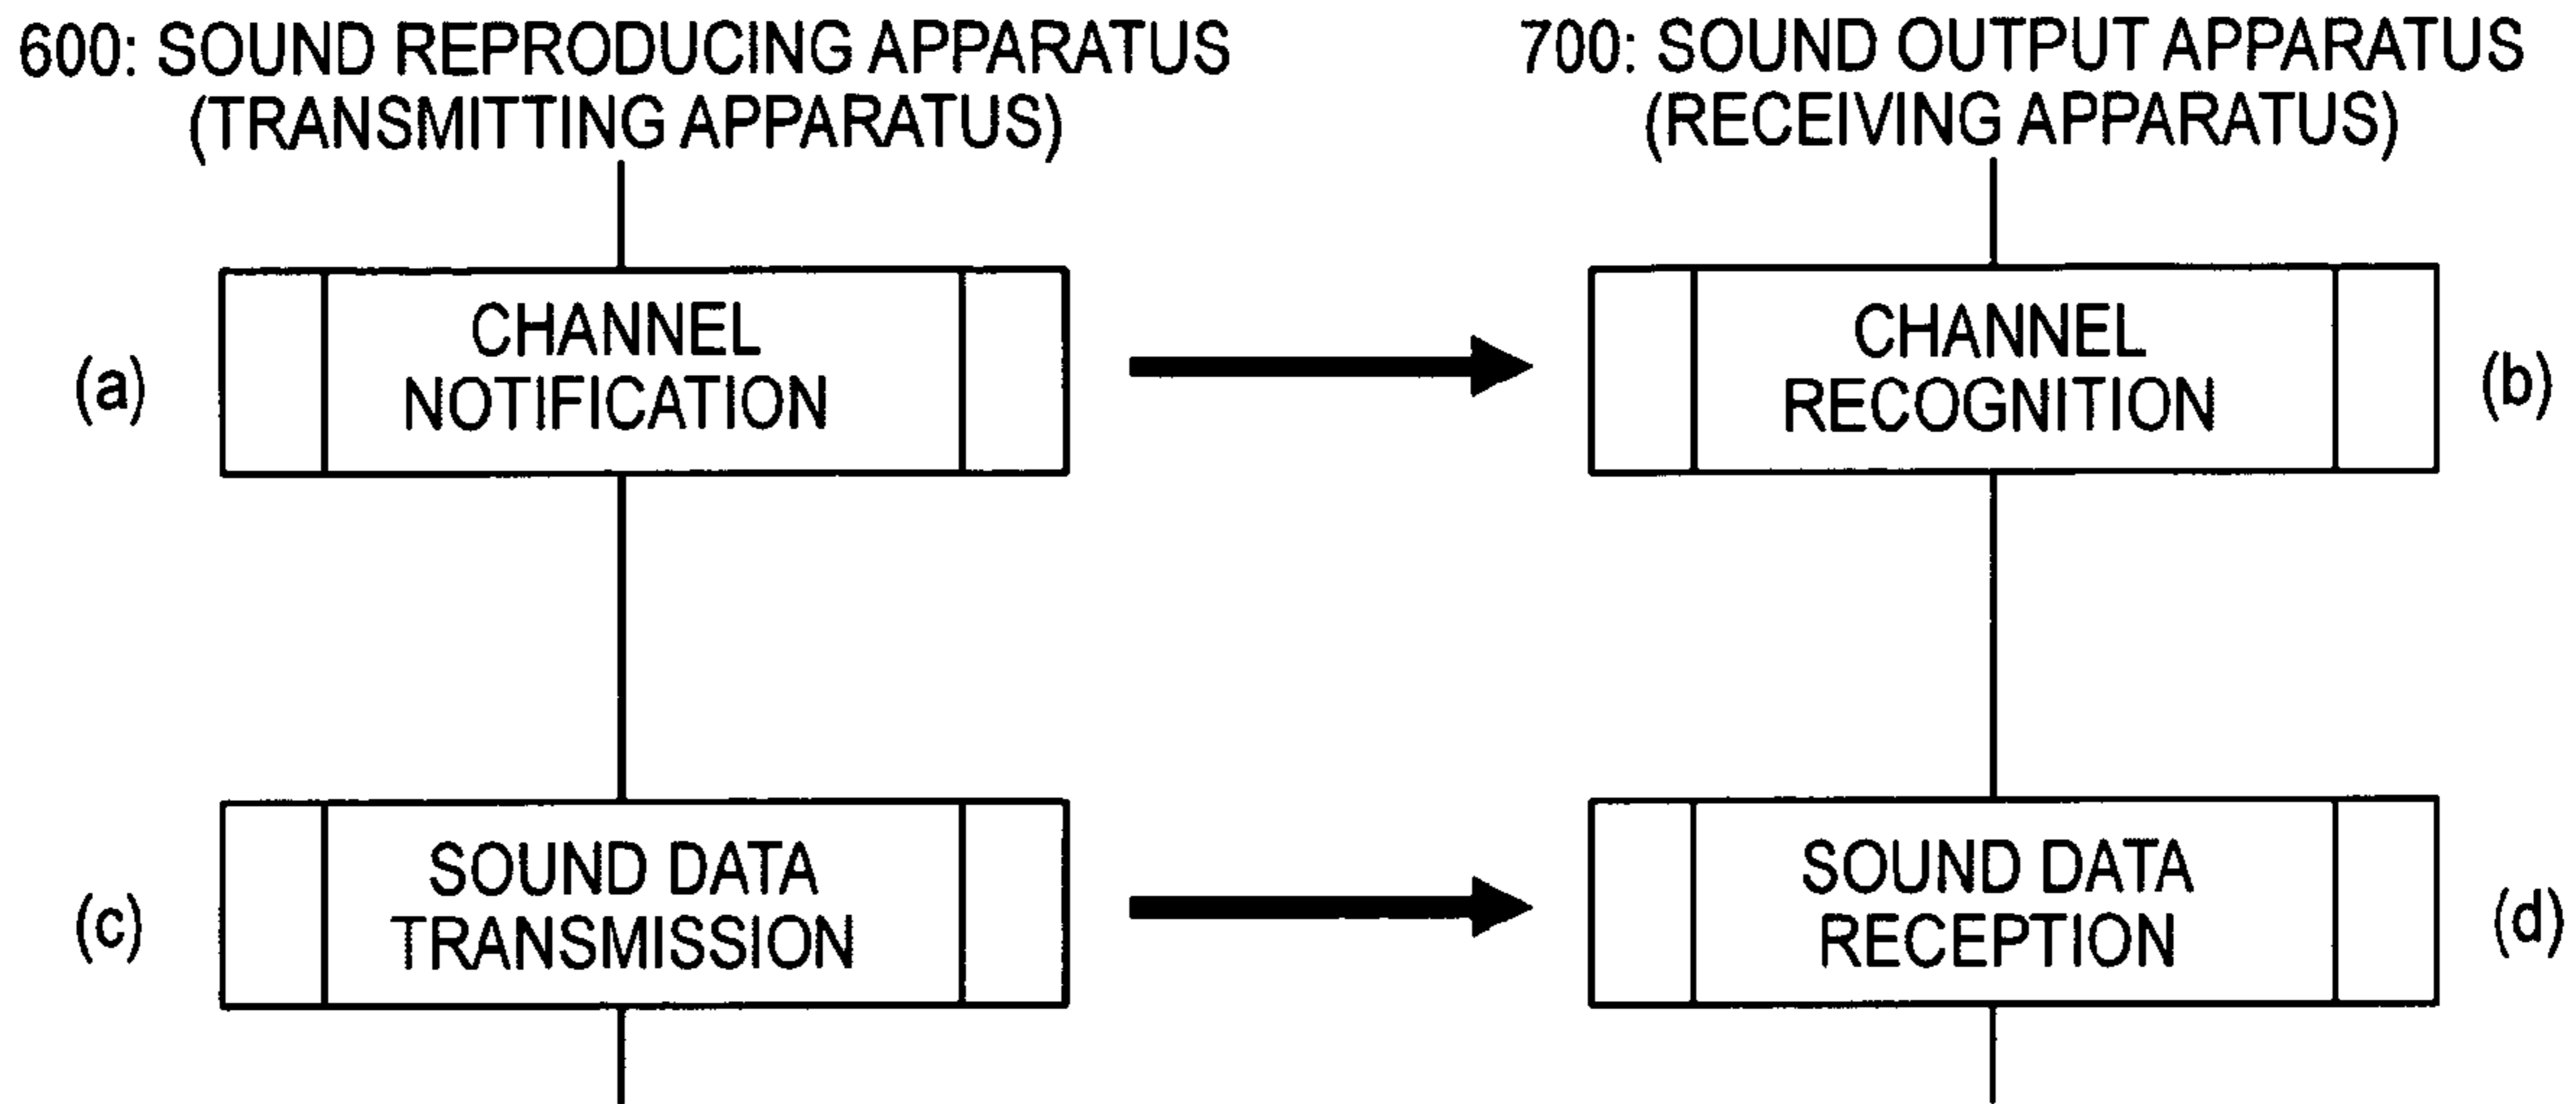 600: SOUND REPRODUCING APPARATUS
(TRANSMITTING APPARATUS)
700: SOUND OUTPUT APPARATUS
(RECEIVING APPARATUS)
(a)
CHANNEL
NOTIFICATION
CHANNEL
RECOGNITION
(b)
(c)
SOUND DATA
TRANSMISSION
SOUND DATA
RECEPTION
(d)